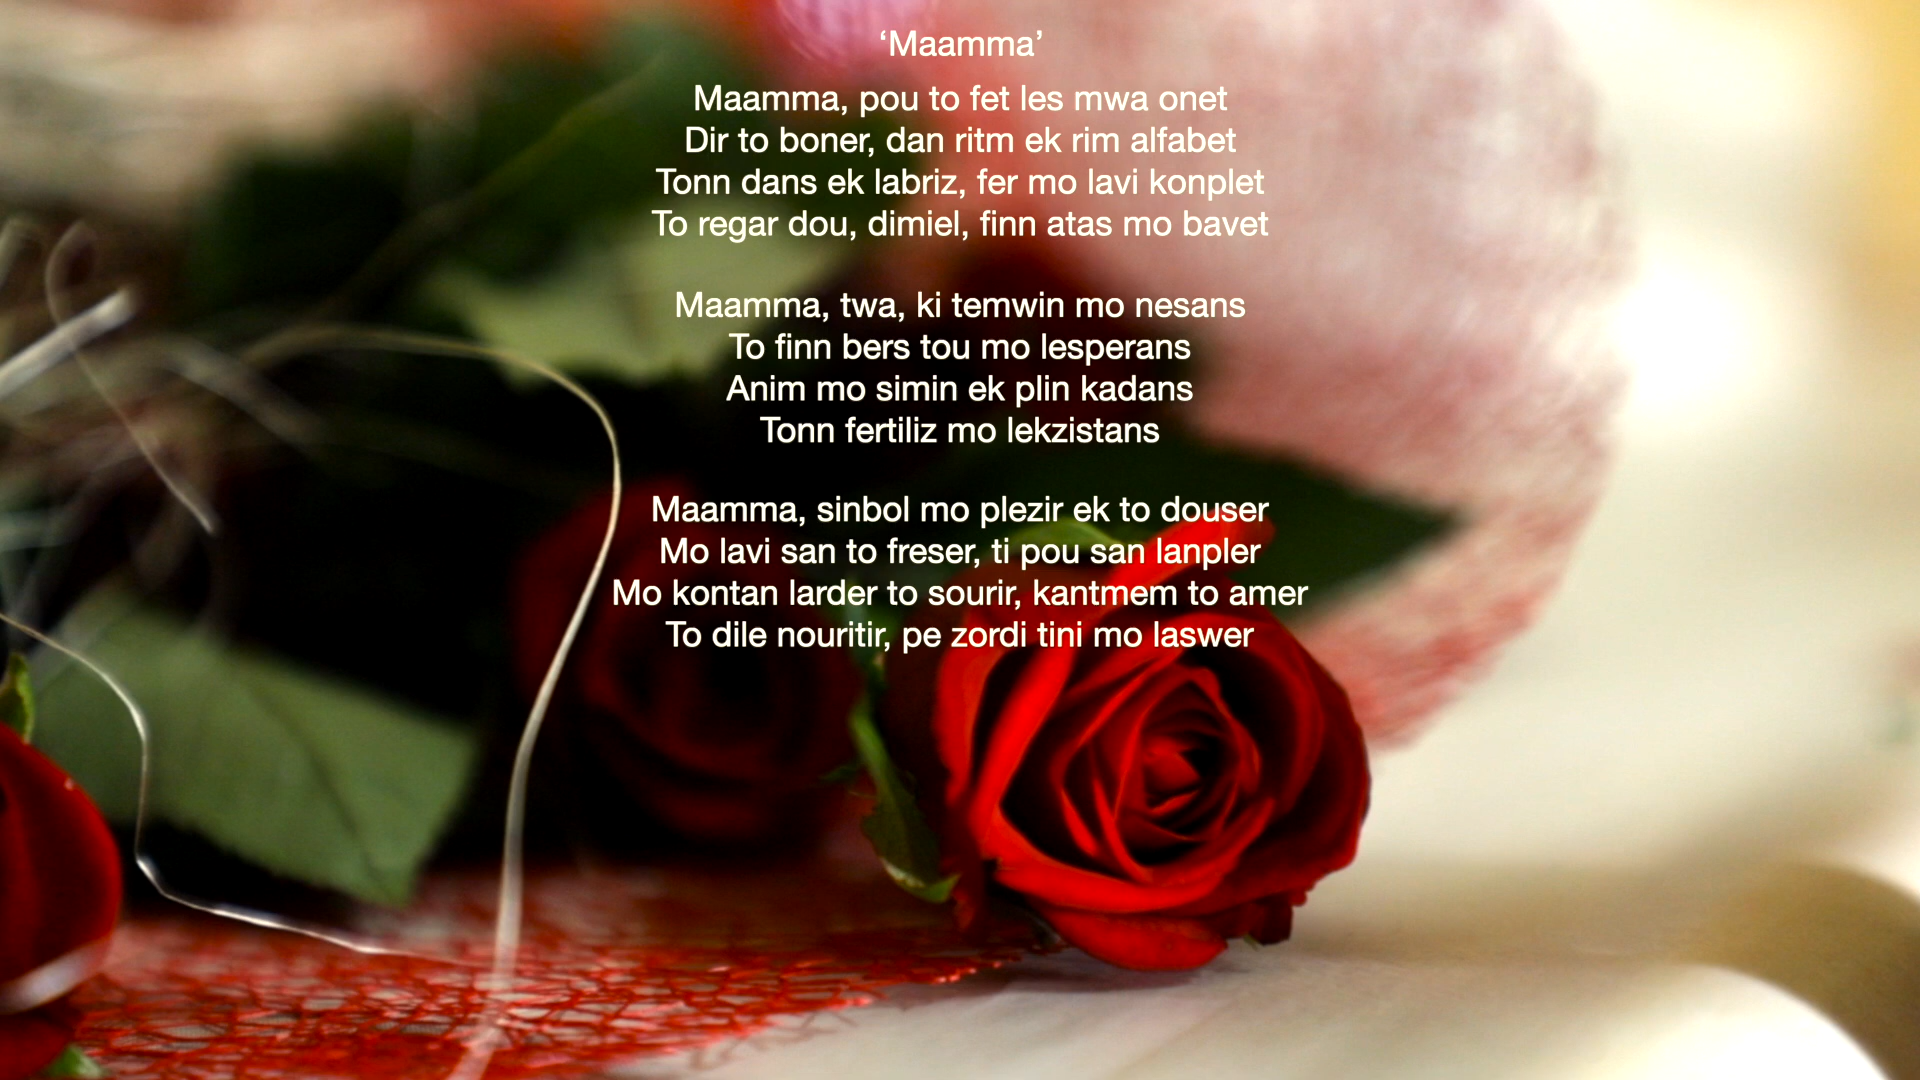 ‘Maamma’
Maamma, pou to fet les mwa onet
Dir to boner, dan ritm ek rim alfabet
Tonn dans ek labriz, fer mo lavi konplet
To regar dou, dimiel, finn atas mo bavet
Maamma, twa, ki temwin mo nesans
To finn bers tou mo lesperans
Anim mo simin ek plin kadans
Tonn fertiliz mo lekzistans
Maamma, sinbol mo plezir ek to douser
Mo lavi san to freser, ti pou san lanpler
Mo kontan larder to sourir, kantmem to amer
To dile nouritir, pe zordi tini mo laswer